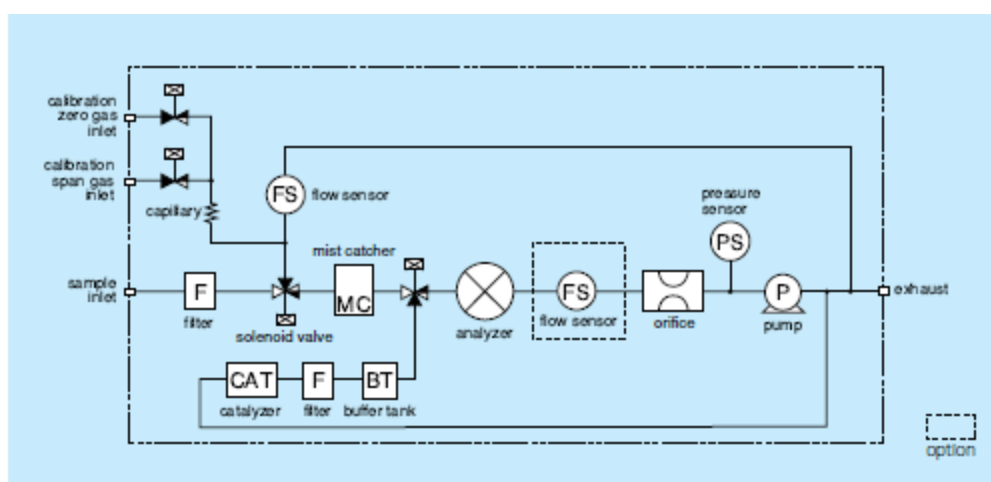 calibration
zero gas
inlet
calibration
span gas
inlet
capillary
FS
flow sensor
pressure
sensor
PS
mist catcher
sample
inlet
F
filter
solenoid valve
MC
analyzer
FS
flow sensor
orifice
P
pump
exhaust
CAT
catalyzer
F
filter
BT
buffer tank
option